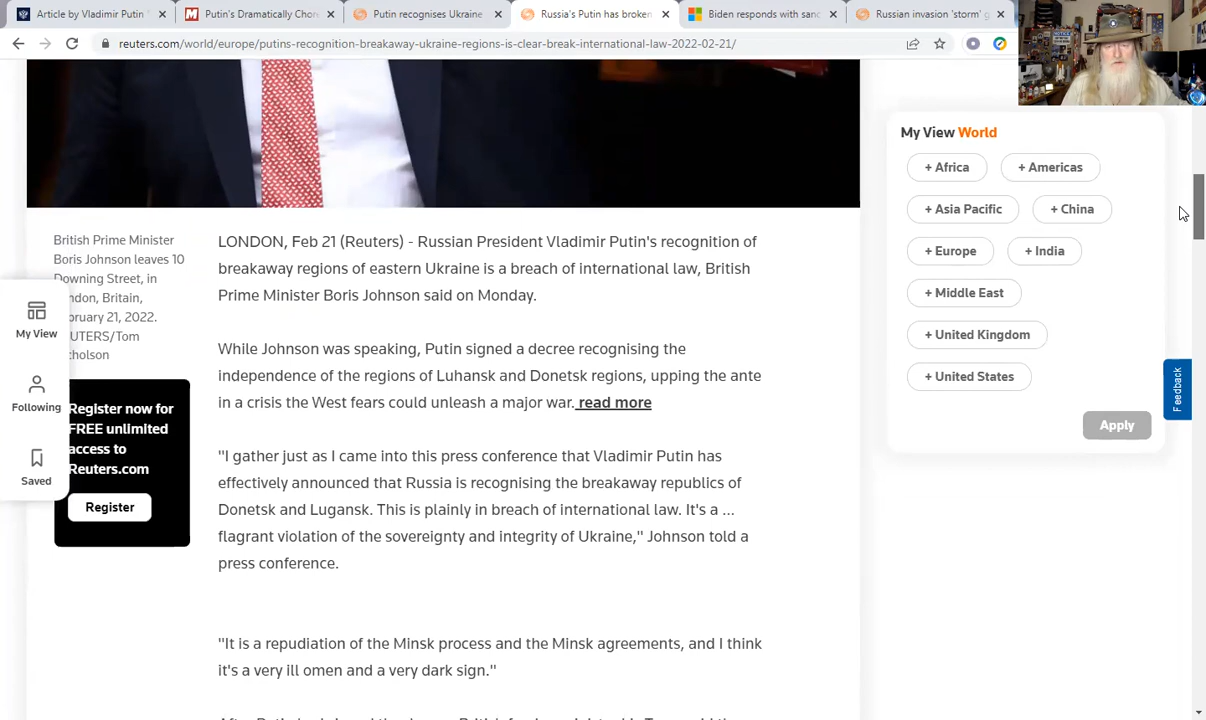 Article by Vladimir Putin
Putin's Dramatically Chor
Putin recognises Ukraine
Russia's Putin has broken
Biden responds with sanc
Russian invasion 'storm' g
reuters.com/world/europe/putins-recognition-breakaway-ukraine-regions-is-clear-break-international-law-2022-02-21/
My View World
+ Africa
+ Americas
+ Asia Pacific
+ China
+ Europe
+ India
+ Middle East
+ United Kingdom
+ United States
Apply
Feedback
British Prime Minister
Boris Johnson leaves 10
Downing Street, in
ndon, Britain,
bruary 21, 2022.
UTERS/Tom
cholson
My View
Following
Saved
Register now for
FREE unlimited
access to
Reuters.com
Register
LONDON, Feb 21 (Reuters) - Russian President Vladimir Putin's recognition of
breakaway regions of eastern Ukraine is a breach of international law, British
Prime Minister Boris Johnson said on Monday.
While Johnson was speaking, Putin signed a decree recognising the
independence of the regions of Luhansk and Donetsk regions, upping the ante
in a crisis the West fears could unleash a major war. read more
"I gather just as I came into this press conference that Vladimir Putin has
effectively announced that Russia is recognising the breakaway republics of
Donetsk and Lugansk. This is plainly in breach of international law. It's a ...
flagrant violation of the sovereignty and integrity of Ukraine," Johnson told a
press conference.
"It is a repudiation of the Minsk process and the Minsk agreements, and I think
it's a very ill omen and a very dark sign."